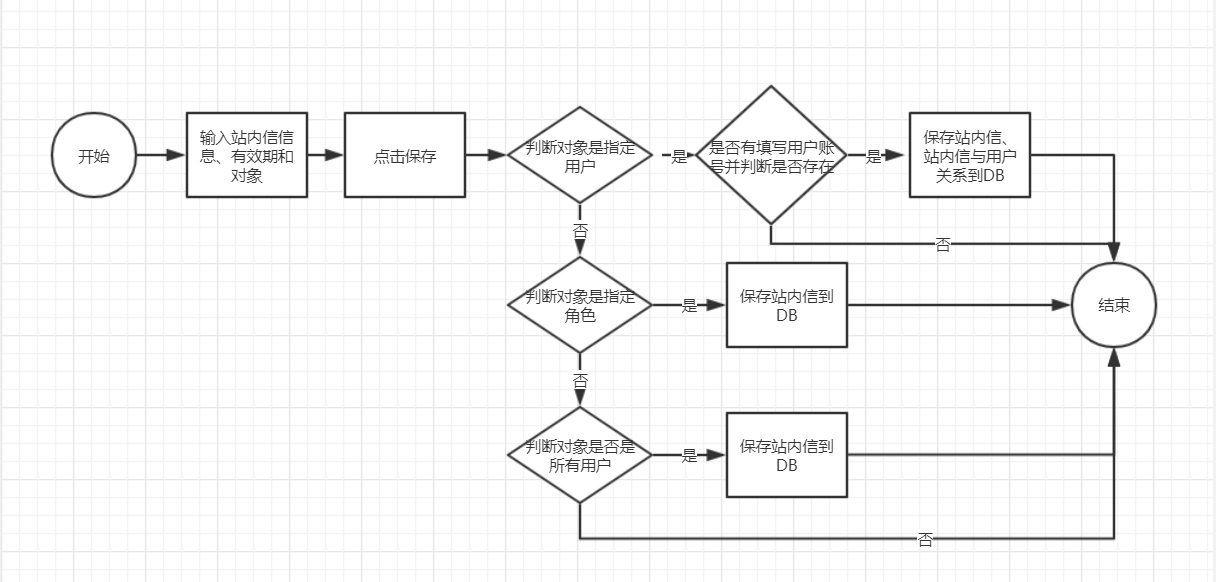 开始
输入站内信信
息、有效期和
对象
点击保存
判断对象是指定
用户
是
是否有填写用户账
号并判断是否存在
是
保存站内信、
站内信与用户
关系到DB
否
否
判断对象是指定
角色
是
保存站内信到
DB
结束
否
判断对象是否是
所有用户
是
保存站内信到
DB
否